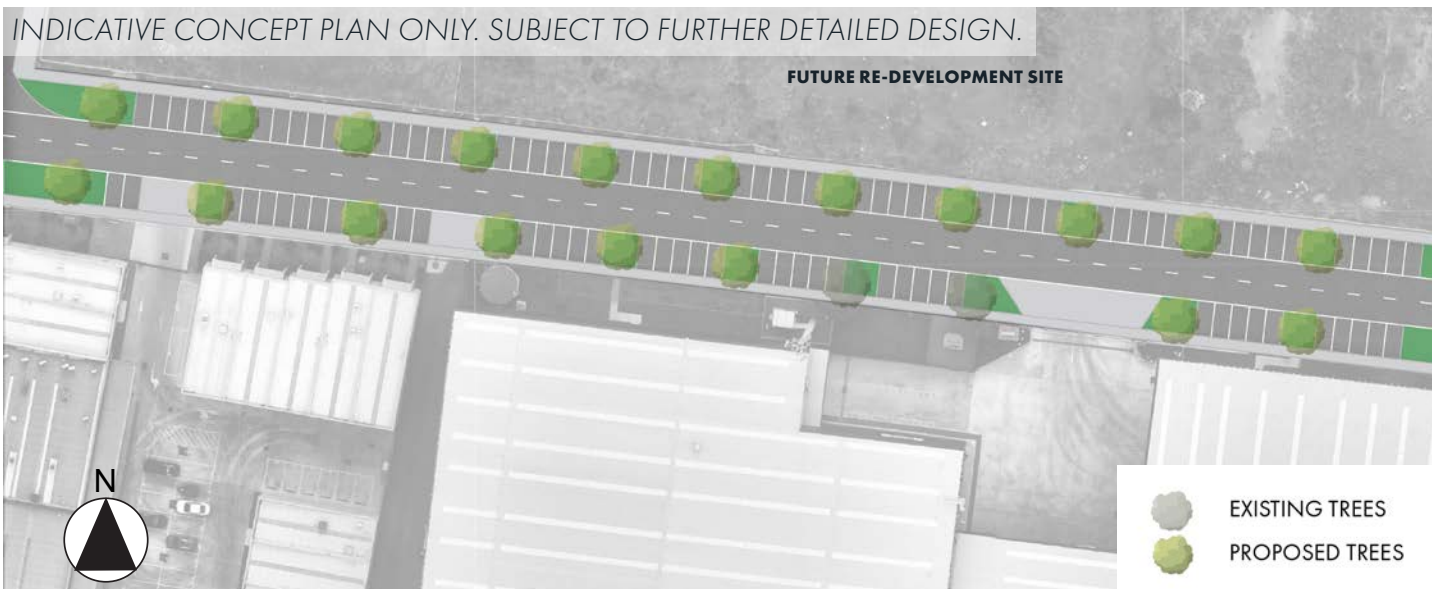 INDICATIVE CONCEPT PLAN ONLY. SUBJECT TO FURTHER DETAILED DESIGN.
FUTURE RE-DEVELOPMENT SITE
N
EXISTING TREES
PROPOSED TREES